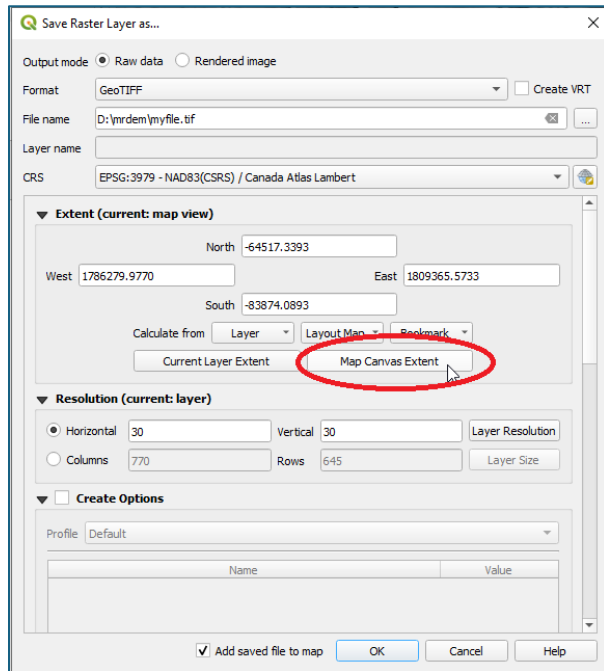 Save Raster Layer as...
Output mode Raw data Rendered image
Format GeoTIFF Create VRT
File name D:\mrdem\myfile.tif ...
Layer name
CRS EPSG:3979 - NAD83(CSRS) / Canada Atlas Lambert
Extent (current: map view)
North -64517.3393
West 1786279.9770 East 1809365.5733
South -83874.0893
Calculate from Layer Layout Map Bookmark
Current Layer Extent Map Canvas Extent
Resolution (current: layer)
Horizontal 30 Vertical 30 Layer Resolution
Columns 770 Rows 645 Layer Size
Create Options
Profile Default
Name Value
Add saved file to map OK Cancel Help